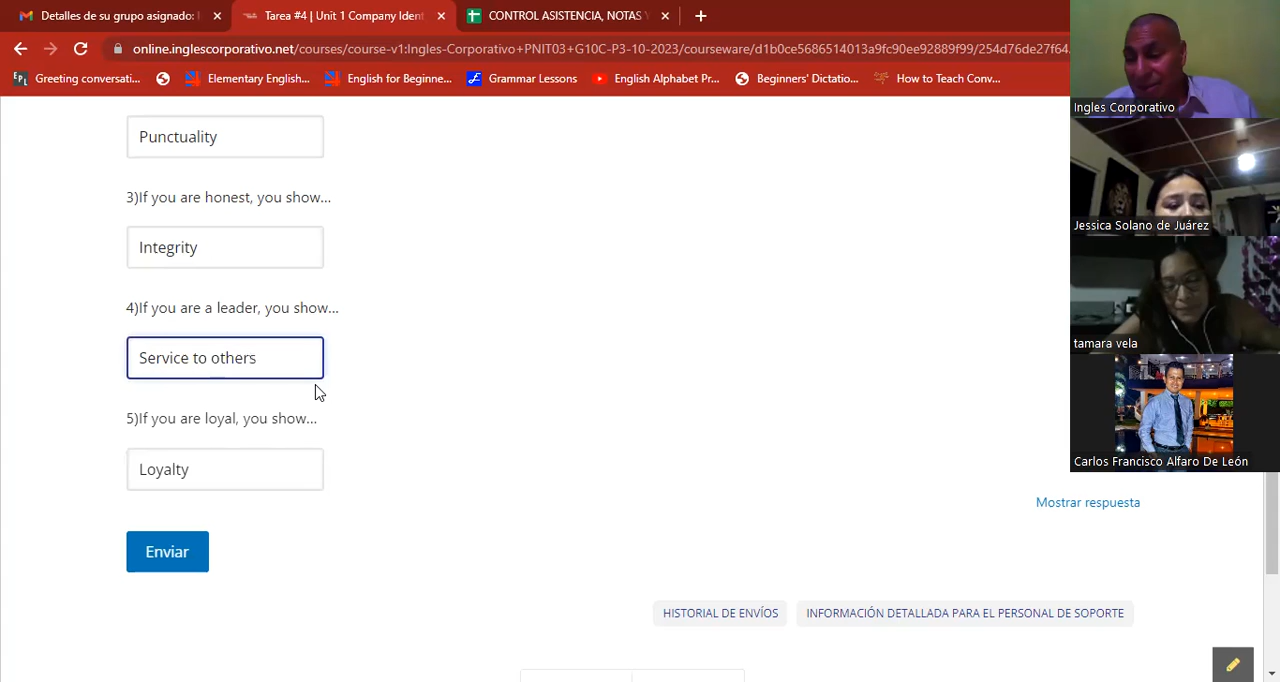 Detalles de su grupo asignado: I
Tarea #4 | Unit 1 Company Ident
CONTROL ASISTENCIA, NOTAS Y
online.inglescorporativo.net/courses/course-v1:Ingles-Corporativo+PNIT03+G10C-P3-10-2023/courseware/d1b0ce5686514013a9fc90ee92889f99/254d76de27f64
Greeting conversati...
Elementary English...
English for Beginne...
Grammar Lessons
English Alphabet Pr...
Beginners' Dictatio...
How to Teach Conv...
Punctuality
3)If you are honest, you show...
Integrity
4)If you are a leader, you show...
Service to others
5)If you are loyal, you show...
Loyalty
Mostrar respuesta
Enviar
HISTORIAL DE ENVÍOS
INFORMACIÓN DETALLADA PARA EL PERSONAL DE SOPORTE
Ingles Corporativo
Jessica Solano de Juárez
tamara vela
Carlos Francisco Alfaro De León